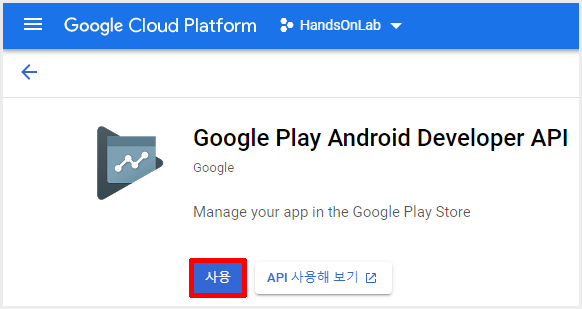 Google Cloud Platform HandsOnLab
Google Play Android Developer API
Google
Manage your app in the Google Play Store
사용 API 사용해 보기